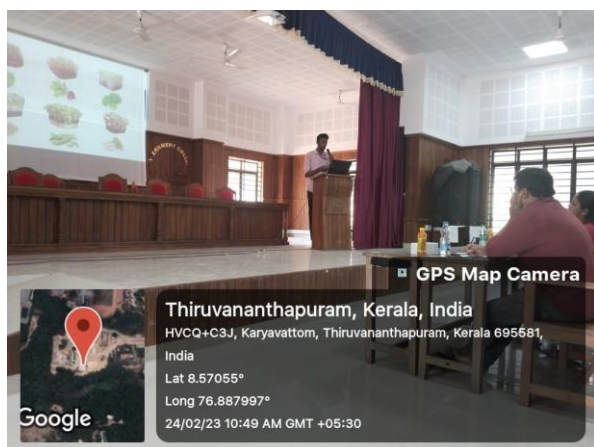 GPS Map Camera
Thiruvananthapuram, Kerala, India
HVCQ+C3J, Karyavattom, Thiruvananthapuram, Kerala 695581,
India
Lat 8.57055°
Long 76.887997°
24/02/23 10:49 AM GMT +05:30
Google